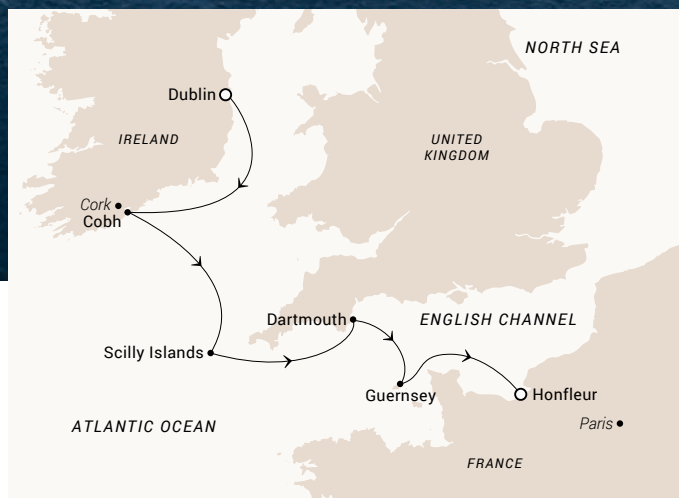 NORTH SEA
Dublin
IRELAND
UNITED
KINGDOM
Cork
Cobh
Dartmouth
ENGLISH CHANNEL
Scilly Islands
Guernsey
Honfleur
ATLANTIC OCEAN
Paris
FRANCE